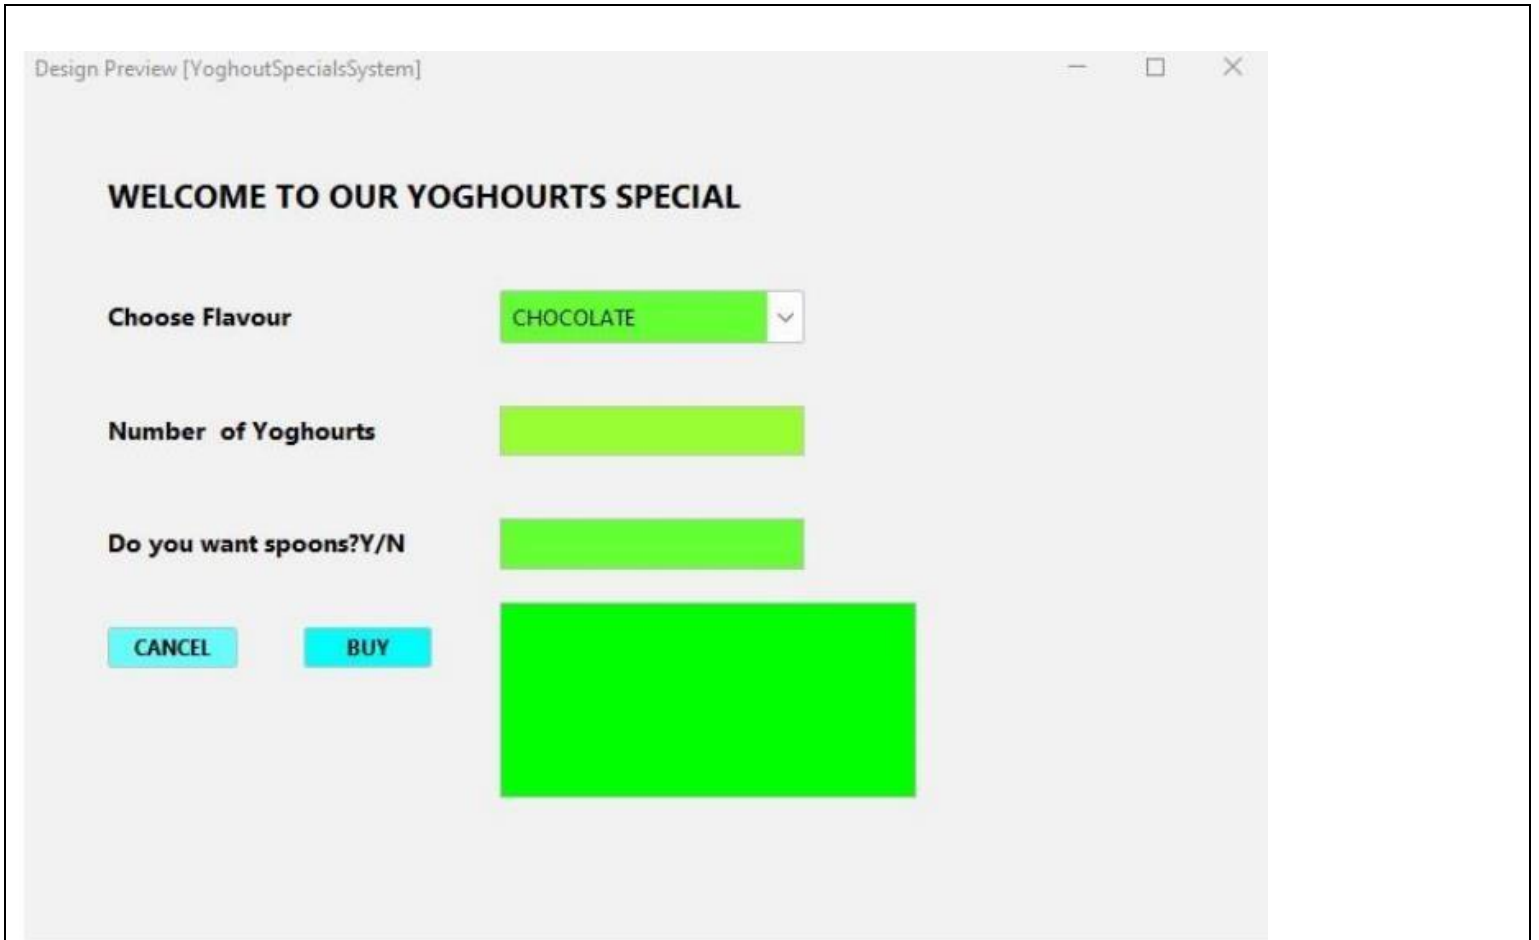 Design Preview [YoghoutSpecialsSystem]
WELCOME TO OUR YOGHOURTS SPECIAL
Choose Flavour
CHOCOLATE
Number of Yoghourts
Do you want spoons?Y/N
CANCEL
BUY